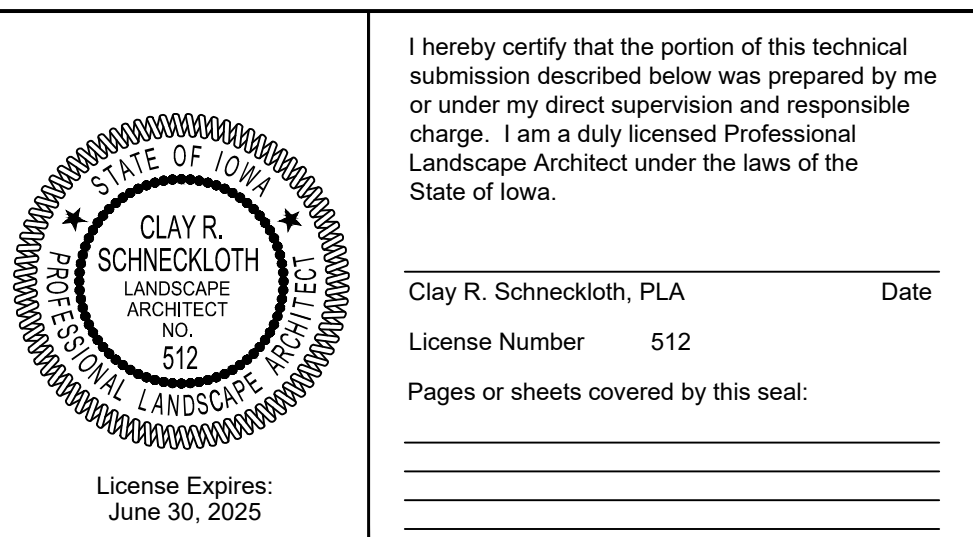 STATE OF IOWA
CLAY R.
SCHNECKLOTH
LANDSCAPE
ARCHITECT
NO.
512
PROFESSIONAL LANDSCAPE ARCHITECT
License Expires:
June 30, 2025
I hereby certify that the portion of this technical
submission described below was prepared by me
or under my direct supervision and responsible
charge.  I am a duly licensed Professional
Landscape Architect under the laws of the
State of Iowa.
Clay R. Schneckloth, PLA Date
License Number 512
Pages or sheets covered by this seal: